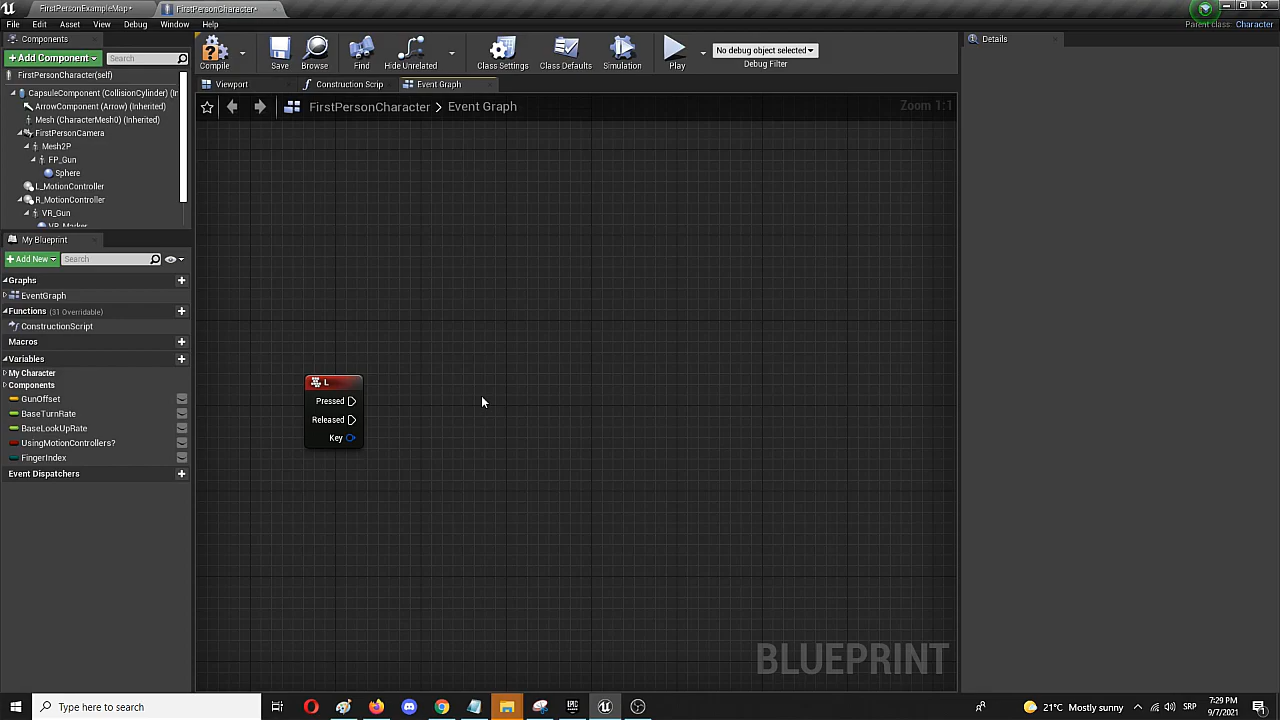 FirstPersonExampleMap*
FirstPersonCharacter*
File Edit Asset View Debug Window Help
Parent class: Character
Components
Details
+Add Component
Search
Compile
Save
Browse
Find
Hide Unrelated
Class Settings
Class Defaults
Simulation
Play
No debug object selected
Debug Filter
FirstPersonCharacter(self)
CapsuleComponent (CollisionCylinder) (In
ArrowComponent (Arrow) (Inherited)
Mesh (CharacterMesh0) (Inherited)
FirstPersonCamera
Mesh2P
FP_Gun
Sphere
L_MotionController
R_MotionController
VR_Gun
Viewport
Construction Scrip
Event Graph
FirstPersonCharacter > Event Graph
Zoom 1:1
My Blueprint
+Add New
Search
Graphs
EventGraph
Functions (31 Overridable)
ConstructionScript
Macros
Variables
My Character
Components
GunOffset
BaseTurnRate
BaseLookUpRate
UsingMotionControllers?
FingerIndex
Event Dispatchers
L
Pressed
Released
Key
BLUEPRINT
Type here to search
21°C Mostly sunny
SRP
7:29 PM
9/7/2021